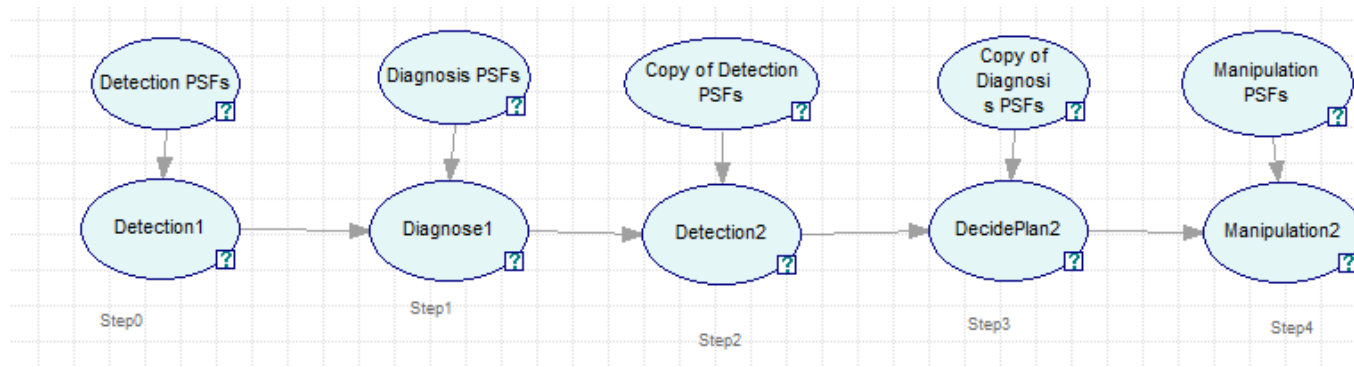 Detection PSFs
?
Diagnosis PSFs
?
Copy of Detection
PSFs
?
Copy of
Diagnosi
s PSFs
?
Manipulation
PSFs
?
Detection1
?
Diagnose1
?
Detection2
?
DecidePlan2
?
Manipulation2
?
Step0
Step1
Step2
Step3
Step4